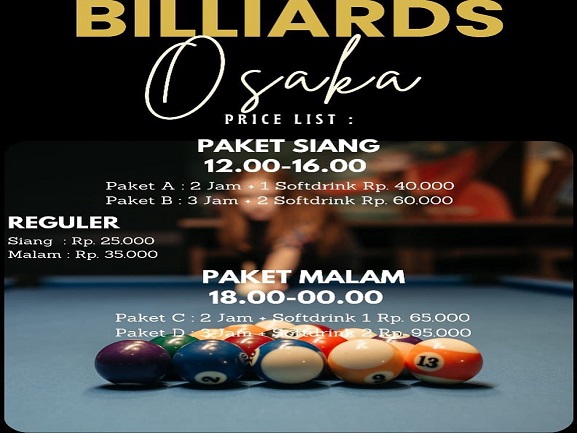 BILLIARDS
Osaka
PRICE LIST :
PAKET SIANG
12.00-16.00
Paket A : 2 Jam + 1 Softdrink Rp. 40.000
Paket B : 3 Jam + 2 Softdrink Rp. 60.000
REGULER
Siang : Rp. 25.000
Malam : Rp. 35.000
PAKET MALAM
18.00-00.00
Paket C : 2 Jam + Softdrink 1 Rp. 65.000
Paket D : 3 Jam + Softdrink 2 Rp. 95.000
2
9
13